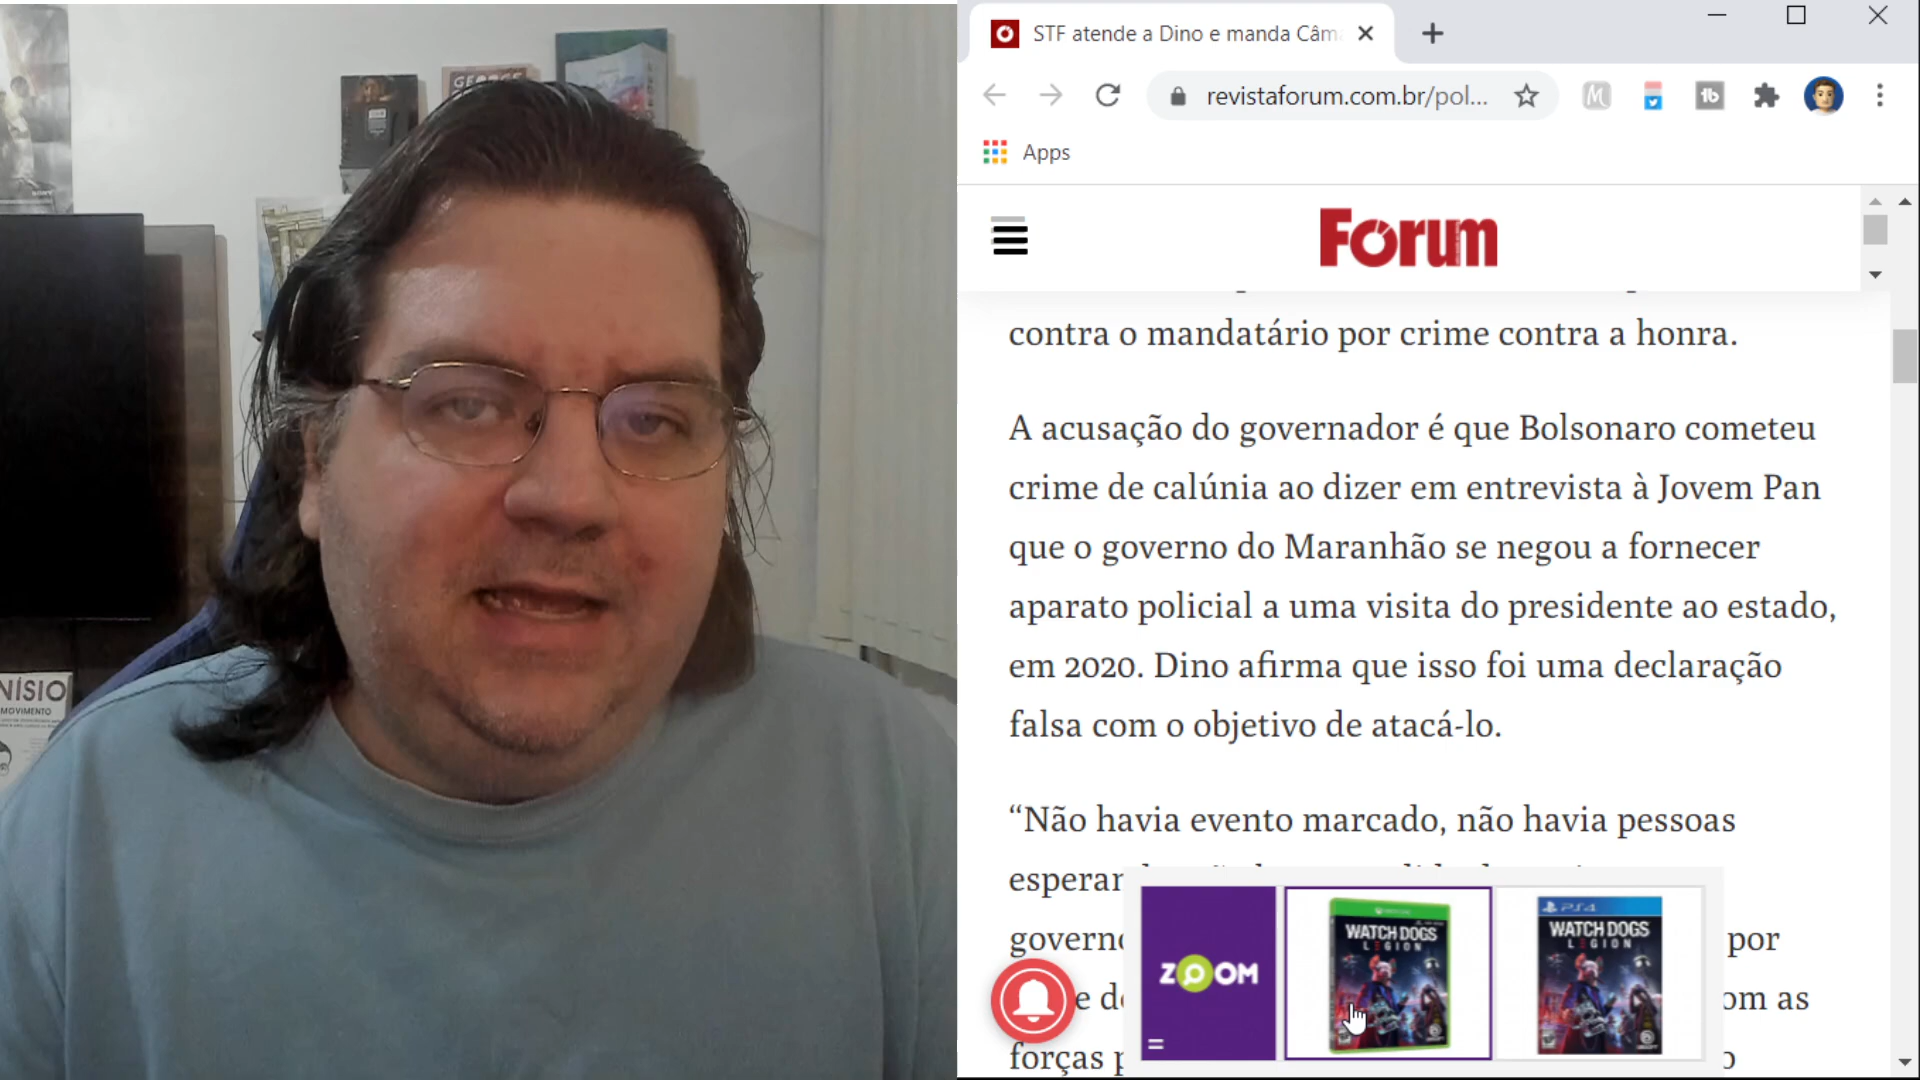 GEORGE
NÍSIO
MOVIMENTO
STF atende a Dino e manda Câm
revistaforum.com.br/pol...
Apps
Forum
contra o mandatário por crime contra a honra.
A acusação do governador é que Bolsonaro cometeu
crime de calúnia ao dizer em entrevista à Jovem Pan
que o governo do Maranhão se negou a fornecer
aparato policial a uma visita do presidente ao estado,
em 2020. Dino afirma que isso foi uma declaração
falsa com o objetivo de atacá-lo.
“Não havia evento marcado, não havia pessoas
por
om as
forças
ZOOM
=
WATCH DOGS
LEGION
PS4
WATCH DOGS
LEGION